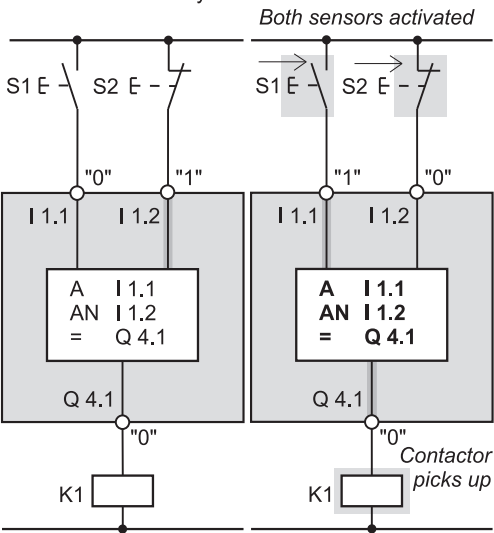 Both sensors activated
S1 S2
"0" "1"
I 1.1 I 1.2
A I 1.1
AN I 1.2
= Q 4.1
Q 4.1
"0"
K1
S1 S2
"1" "0"
I 1.1 I 1.2
A I 1.1
AN I 1.2
= Q 4.1
Q 4.1
"0"
Contactor
picks up
K1